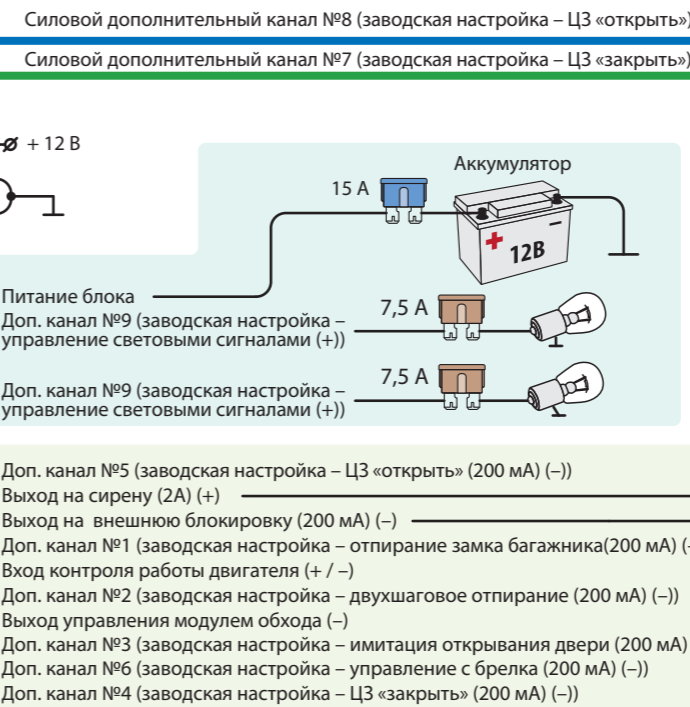 Силовой дополнительный канал №8 (заводская настройка – ЦЗ «открыть»)
Силовой дополнительный канал №7 (заводская настройка – ЦЗ «закрыть»)
+ 12 В
Аккумулятор
15 А
+ 12В –
Питание блока
7,5 А
Доп. канал №9 (заводская настройка –
управление световыми сигналами (+))
7,5 А
Доп. канал №9 (заводская настройка –
управление световыми сигналами (+))
Доп. канал №5 (заводская настройка – ЦЗ «открыть» (200 мА) (–))
Выход на сирену (2А) (+)
Выход на внешнюю блокировку (200 мА) (–)
Доп. канал №1 (заводская настройка – отпирание замка багажника(200 мА) (–
Вход контроля работы двигателя (+ / –)
Доп. канал №2 (заводская настройка – двухшаговое отпирание (200 мА) (–))
Выход управления модулем обхода (–)
Доп. канал №3 (заводская настройка – имитация открывания двери (200 мА)
Доп. канал №6 (заводская настройка – управление с брелка (200 мА) (–))
Доп. канал №4 (заводская настройка – ЦЗ «закрыть» (200 мА) (–))